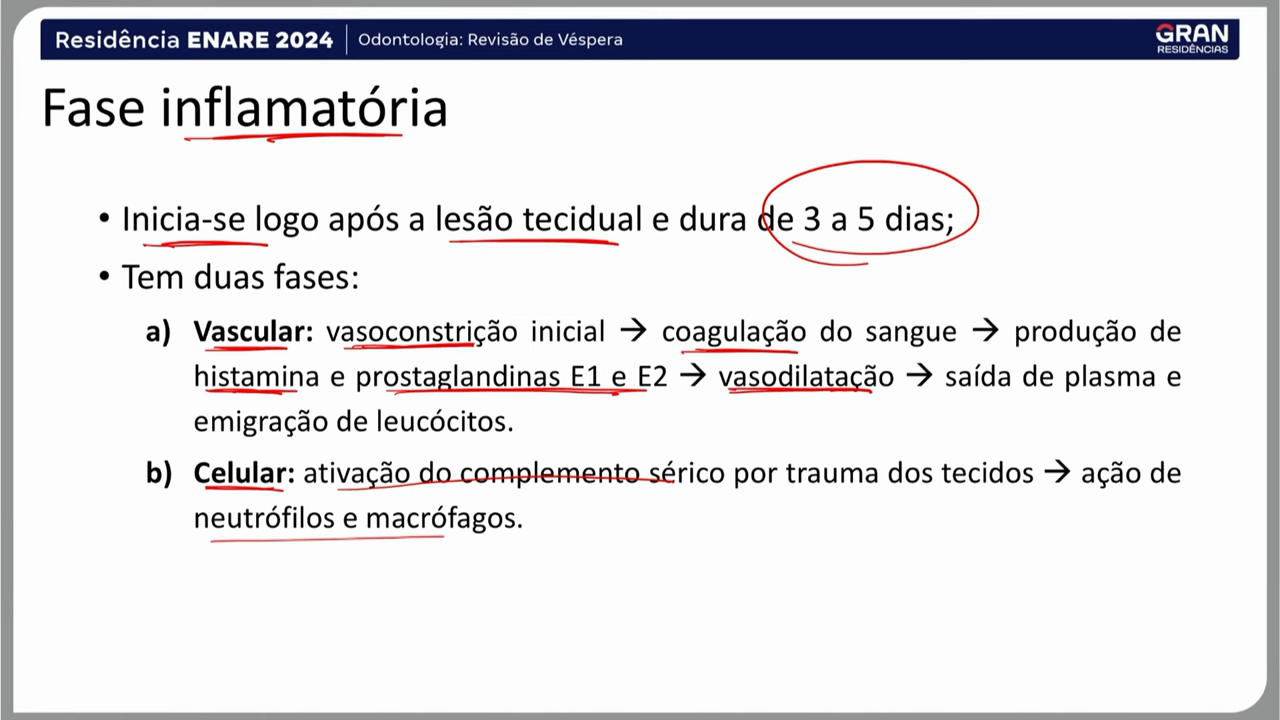 Residência ENARE 2024 | Odontologia: Revisão de Véspera
GRAN
RESIDÊNCIAS
Fase inflamatória
• Inicia-se logo após a lesão tecidual e dura de 3 a 5 dias;
• Tem duas fases:
a) Vascular: vasoconstrição inicial → coagulação do sangue → produção de
histamina e prostaglandinas E1 e E2 → vasodilatação → saída de plasma e
emigração de leucócitos.
b) Celular: ativação do complemento sérico por trauma dos tecidos → ação de
neutrófilos e macrófagos.